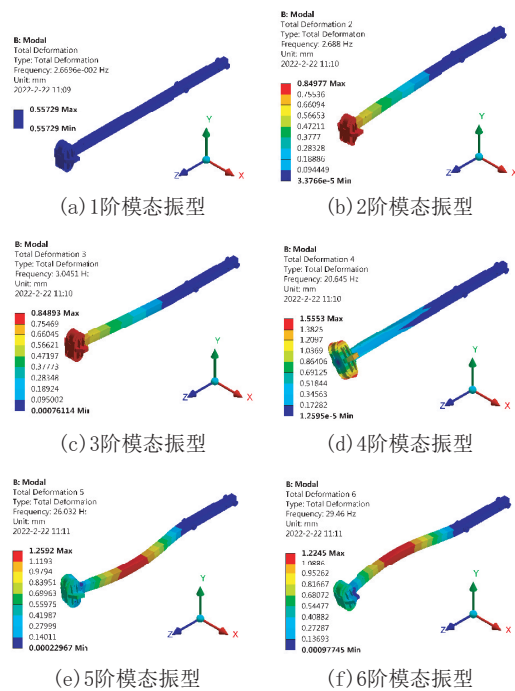 B: Modal
Total Deformation
Type: Total Deformation
Frequency: 2.6696e-002 Hz
Unit: mm
2022-2-22 11:09
0.55729 Max
0.55729 Min
Y
Z
X
(a)1阶模态振型
B: Modal
Total Deformation 2
Type: Total Deformation
Frequency: 2.688 Hz
Unit: mm
2022-2-22 11:10
0.84977 Max
0.75536
0.66094
0.56653
0.47211
0.3777
0.28328
0.18886
0.094449
3.3766e-5 Min
Y
Z
X
(b)2阶模态振型
B: Modal
Total Deformation 3
Type: Total Deformation
Frequency: 3.0451 Hz
Unit: mm
2022-2-22 11:10
0.84893 Max
0.75469
0.66045
0.56621
0.47197
0.37773
0.28348
0.18924
0.095002
0.00076114 Min
Y
Z
X
(c)3阶模态振型
B: Modal
Total Deformation 4
Type: Total Deformation
Frequency: 20.645 Hz
Unit: mm
2022-2-22 11:10
1.5553 Max
1.3825
1.2097
1.0369
0.86406
0.69125
0.51844
0.34563
0.17282
1.2595e-5 Min
Y
Z
X
(d)4阶模态振型
B: Modal
Total Deformation 5
Type: Total Deformation
Frequency: 26.032 Hz
Unit: mm
2022-2-22 11:11
1.2592 Max
1.1193
0.9794
0.83951
0.69963
0.55975
0.41987
0.27999
0.14011
0.00022967 Min
Y
Z
X
(e)5阶模态振型
B: Modal
Total Deformation 6
Type: Total Deformation
Frequency: 29.46 Hz
Unit: mm
2022-2-22 11:11
1.2245 Max
1.0886
0.95262
0.81667
0.68072
0.54477
0.40882
0.27287
0.13693
0.00097745 Min
Y
Z
X
(f)6阶模态振型